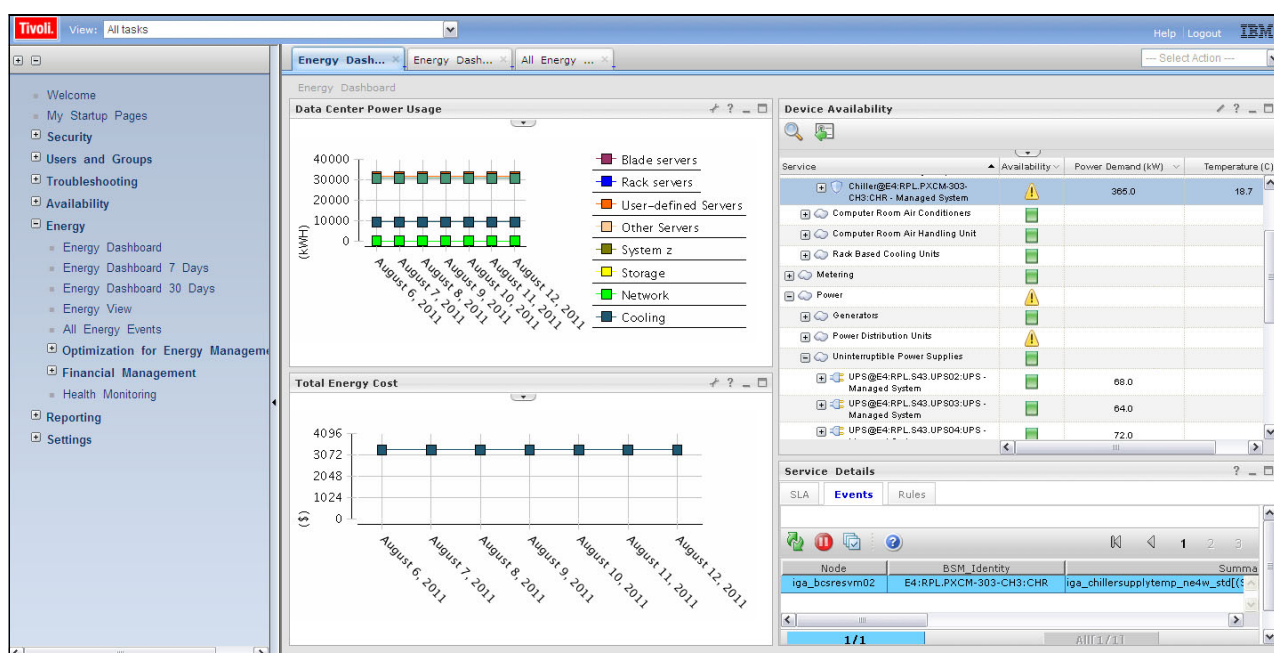 Tivoli. View: All tasks
Help Logout IBM
Energy Dash... Energy Dash... All Energy ...
--- Select Action ---
Welcome
My Startup Pages
Security
Users and Groups
Troubleshooting
Availability
Energy
Energy Dashboard
Energy Dashboard 7 Days
Energy Dashboard 30 Days
Energy View
All Energy Events
Optimization for Energy Manageme
Financial Management
Health Monitoring
Reporting
Settings
Energy Dashboard
Data Center Power Usage
40000
30000
20000
10000
0
(kWH)
August 6, 2011
August 7, 2011
August 8, 2011
August 9, 2011
August 10, 2011
August 11, 2011
August 12, 2011
Blade servers
Rack servers
User-defined Servers
Other Servers
System z
Storage
Network
Cooling
Total Energy Cost
4096
3072
2048
1024
0
($)
August 6, 2011
August 7, 2011
August 8, 2011
August 9, 2011
August 10, 2011
August 11, 2011
August 12, 2011
Device Availability
Service Availability Power Demand (kW) Temperature (C)
Chiller@E4:RPL.PXCM-303- 365.0 18.7
CH3:CHR - Managed System
Computer Room Air Conditioners
Computer Room Air Handling Unit
Rack Based Cooling Units
Metering
Power
Generators
Power Distribution Units
Uninterruptible Power Supplies
UPS@E4:RPL.S43.UPS02:UPS - 68.0
Managed System
UPS@E4:RPL.S43.UPS03:UPS - 64.0
Managed System
UPS@E4:RPL.S43.UPS04:UPS - 72.0
Service Details
SLA Events Rules
1 2 3
Node BSM_Identity Summa
iga_bcsresvm02 E4:RPL.PXCM-303-CH3:CHR iga_chillersupplytemp_ne4w_std[(S
1/1 All[1/1]